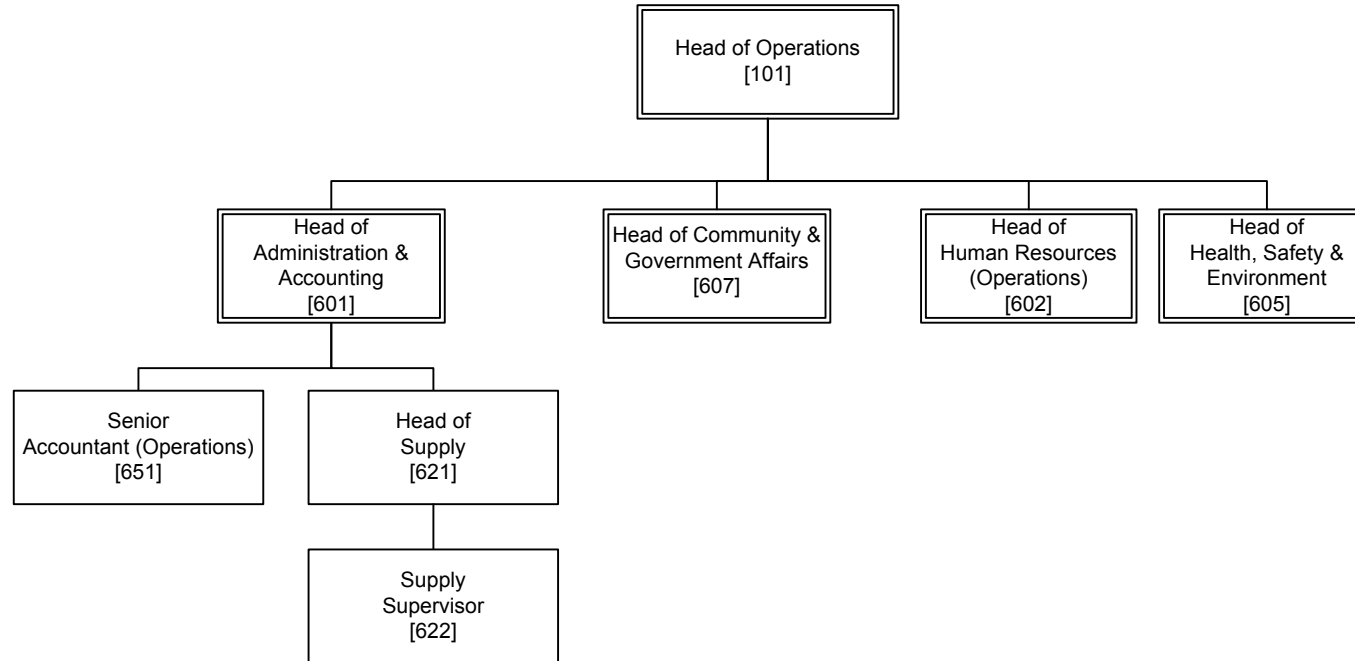 Head of Operations
[101]
Head of
Administration &
Accounting
[601]
Head of Community &
Government Affairs
[607]
Head of
Human Resources
(Operations)
[602]
Head of
Health, Safety &
Environment
[605]
Senior
Accountant (Operations)
[651]
Head of
Supply
[621]
Supply
Supervisor
[622]